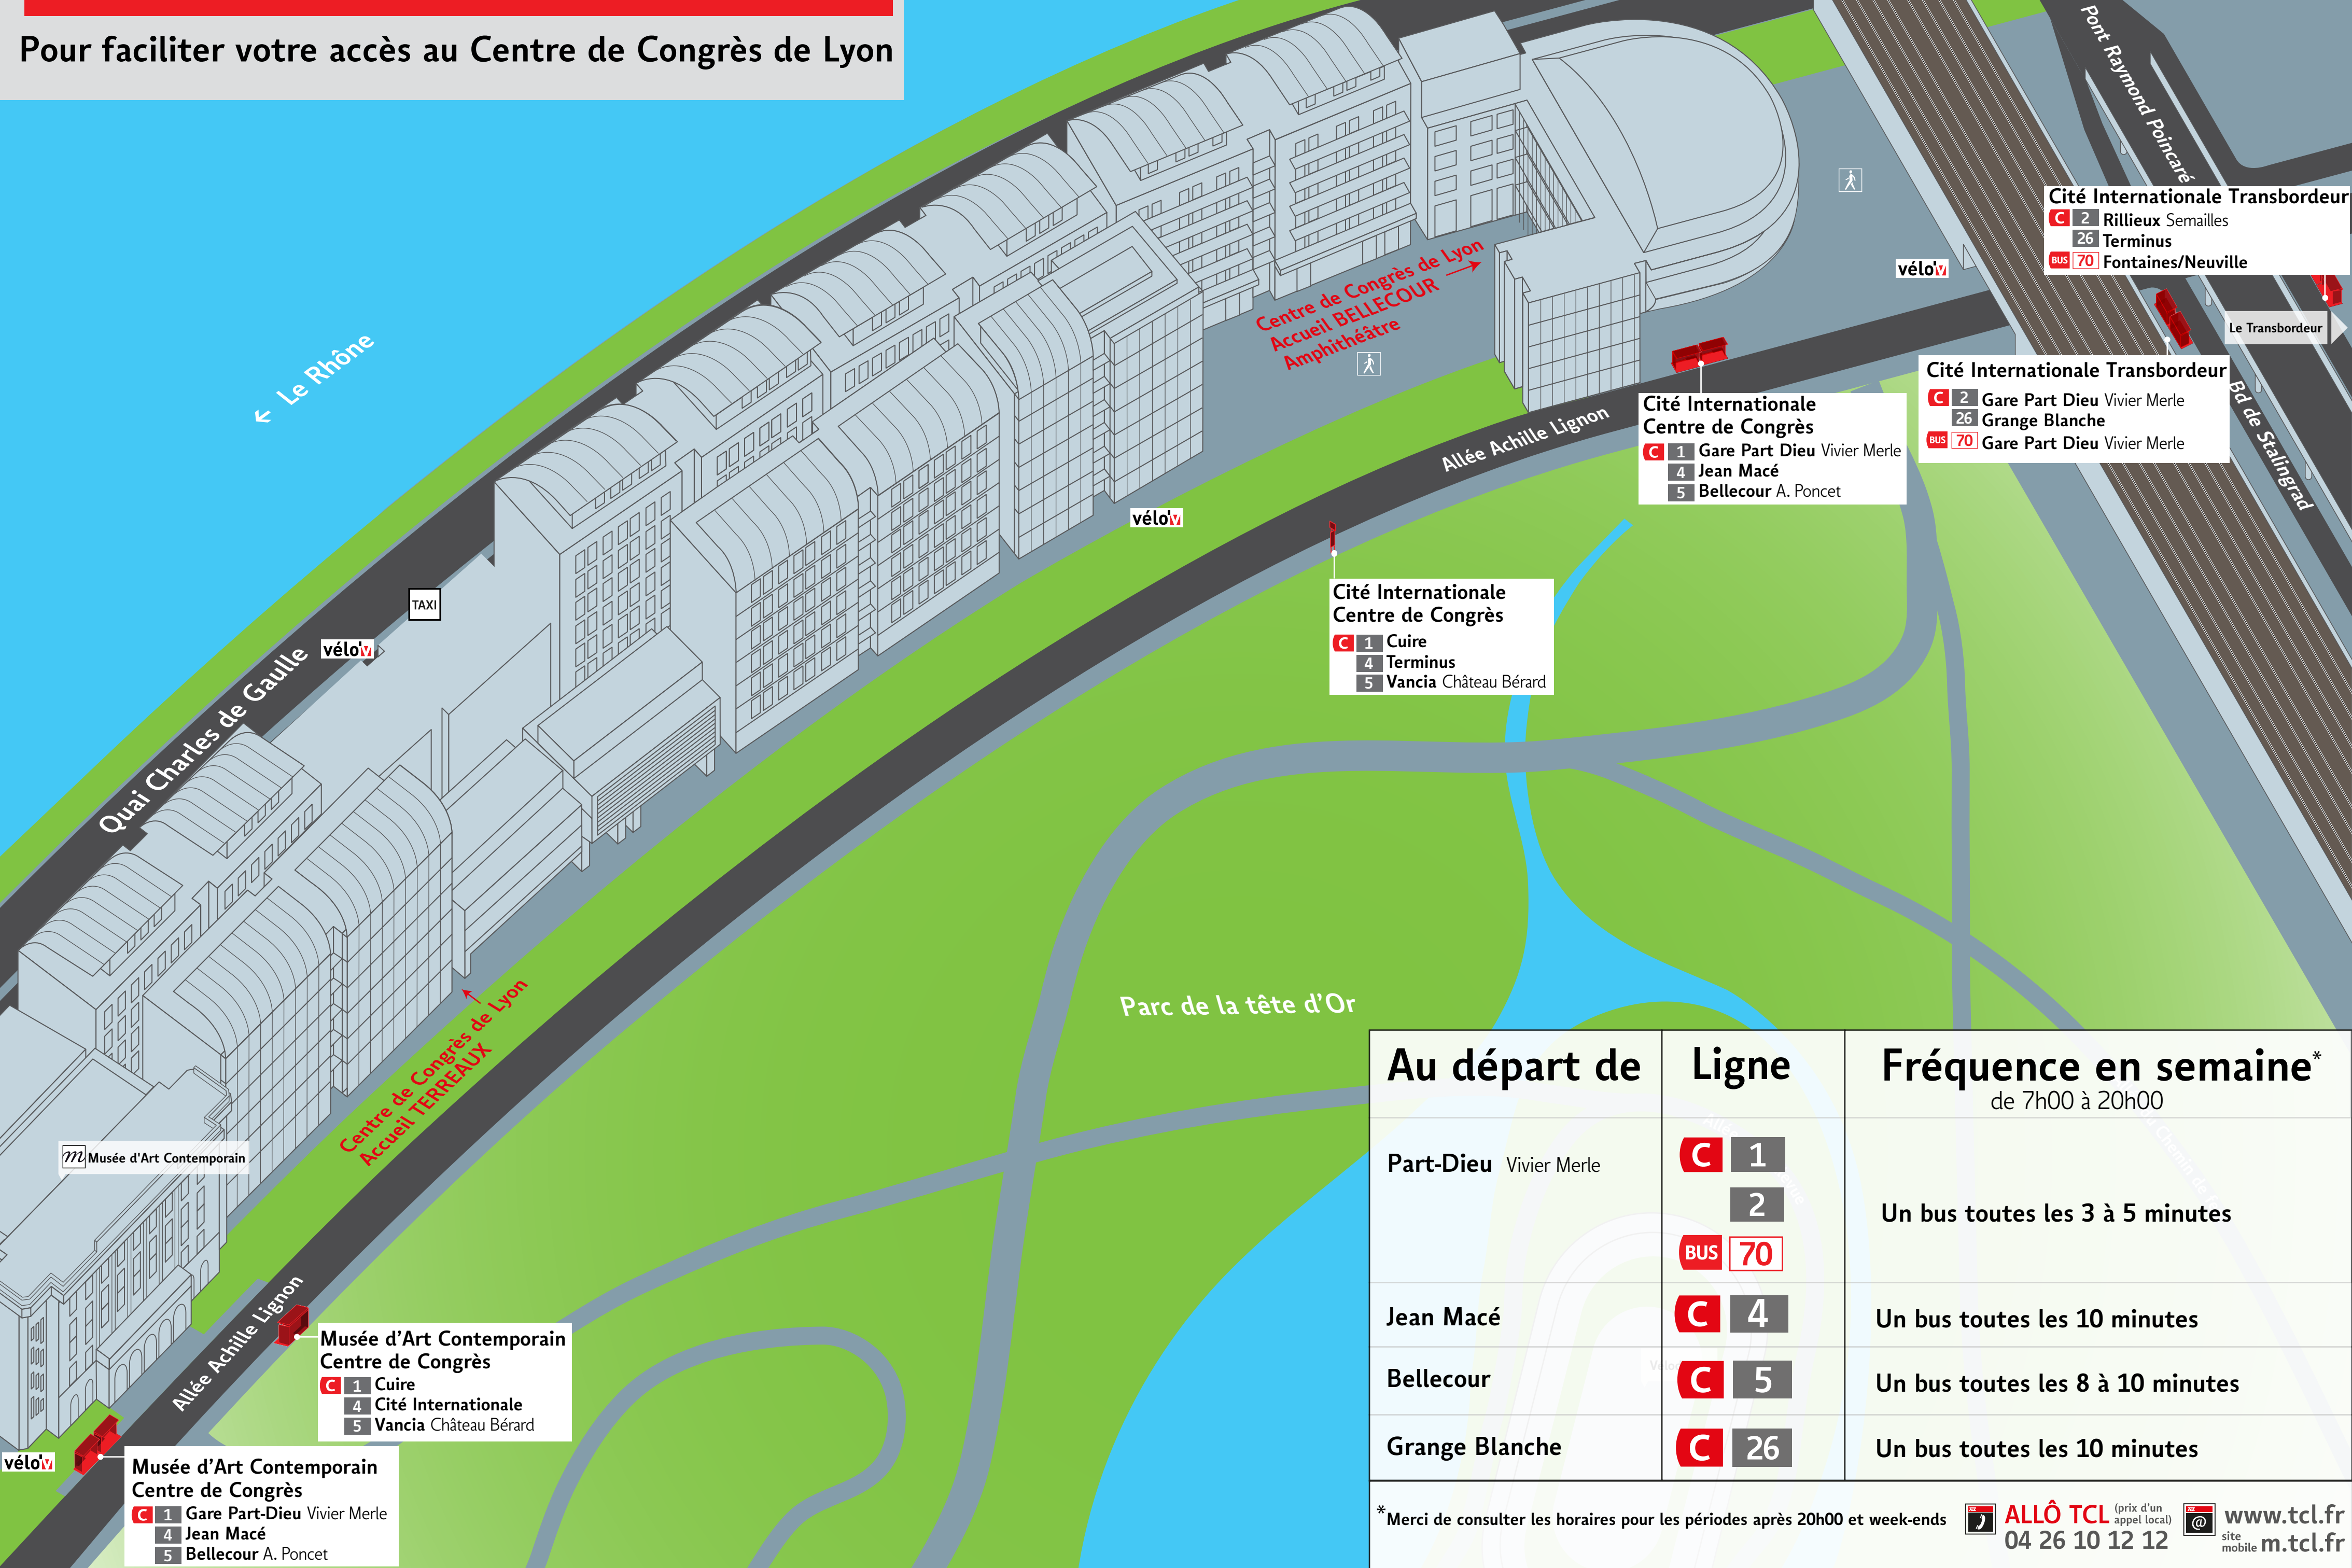 Pour faciliter votre accès au Centre de Congrès de Lyon
Pont Raymond Poincaré
Cité Internationale Transbordeur
C 2 Rillieux Semailles
26 Terminus
BUS 70 Fontaines/Neuville
vélo'v
Le Transbordeur
Centre de Congrès de Lyon →
Accueil BELLECOUR
Amphithéâtre
← Le Rhône
Cité Internationale Transbordeur
C 2 Gare Part Dieu Vivier Merle
26 Grange Blanche
BUS 70 Gare Part Dieu Vivier Merle
Bd de Stalingrad
Allée Achille Lignon
Cité Internationale
Centre de Congrès
C 1 Gare Part Dieu Vivier Merle
4 Jean Macé
5 Bellecour A. Poncet
vélo'v
Cité Internationale
Centre de Congrès
C 1 Cuire
4 Terminus
5 Vancia Château Bérard
TAXI
vélo'v
Quai Charles de Gaulle
Parc de la tête d'Or
Centre de Congrès de Lyon
Accueil TERREAUX
m Musée d'Art Contemporain
Allée Achille Lignon
Musée d'Art Contemporain
Centre de Congrès
C 1 Cuire
4 Cité Internationale
5 Vancia Château Bérard
vélo'v
Musée d'Art Contemporain
Centre de Congrès
C 1 Gare Part-Dieu Vivier Merle
4 Jean Macé
5 Bellecour A. Poncet
Au départ de Ligne Fréquence en semaine*
de 7h00 à 20h00
Part-Dieu Vivier Merle C 1
2
BUS 70
Un bus toutes les 3 à 5 minutes
Jean Macé C 4 Un bus toutes les 10 minutes
Bellecour C 5 Un bus toutes les 8 à 10 minutes
Grange Blanche C 26 Un bus toutes les 10 minutes
*Merci de consulter les horaires pour les périodes après 20h00 et week-ends
ALLÔ TCL (prix d'un appel local)
04 26 10 12 12
@ www.tcl.fr
site mobile m.tcl.fr